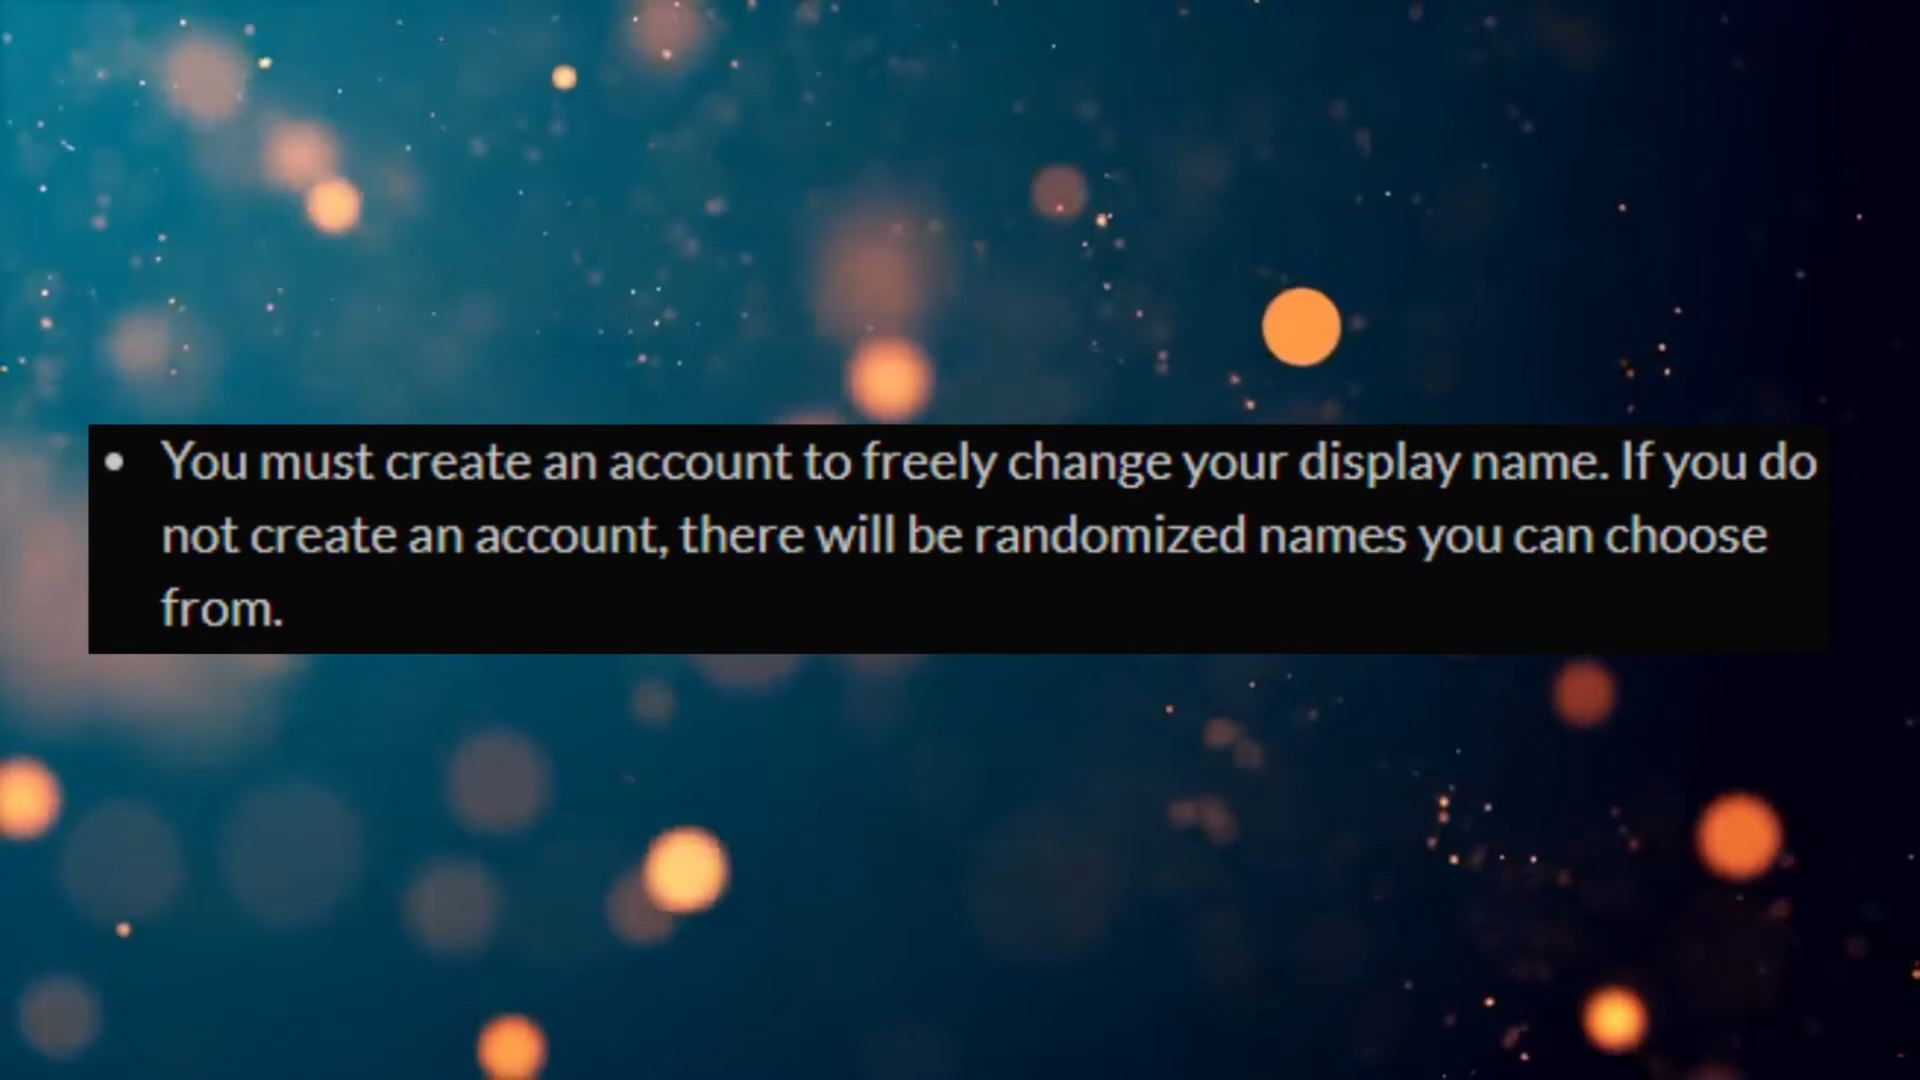 • You must create an account to freely change your display name. If you do
not create an account, there will be randomized names you can choose
from.